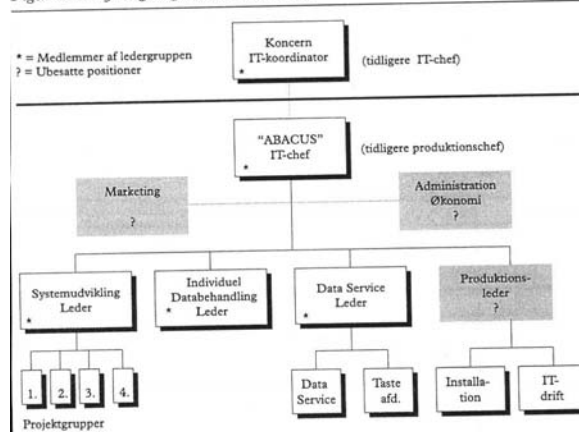 * = Medlemmer af ledergruppen
? = Ubesatte positioner
Koncern
IT-koordinator
*
(tidligere IT-chef)
"ABACUS"
IT-chef
*
(tidligere produktionschef)
Marketing
?
Administration
Økonomi
?
Systemudvikling
Leder
*
Individuel
Databehandling
* Leder
Data Service
Leder
*
Produktions-
leder
?
1. 2. 3. 4.
Projektgrupper
Data
Service
Taste
afd.
Installa-
tion
IT-
drift